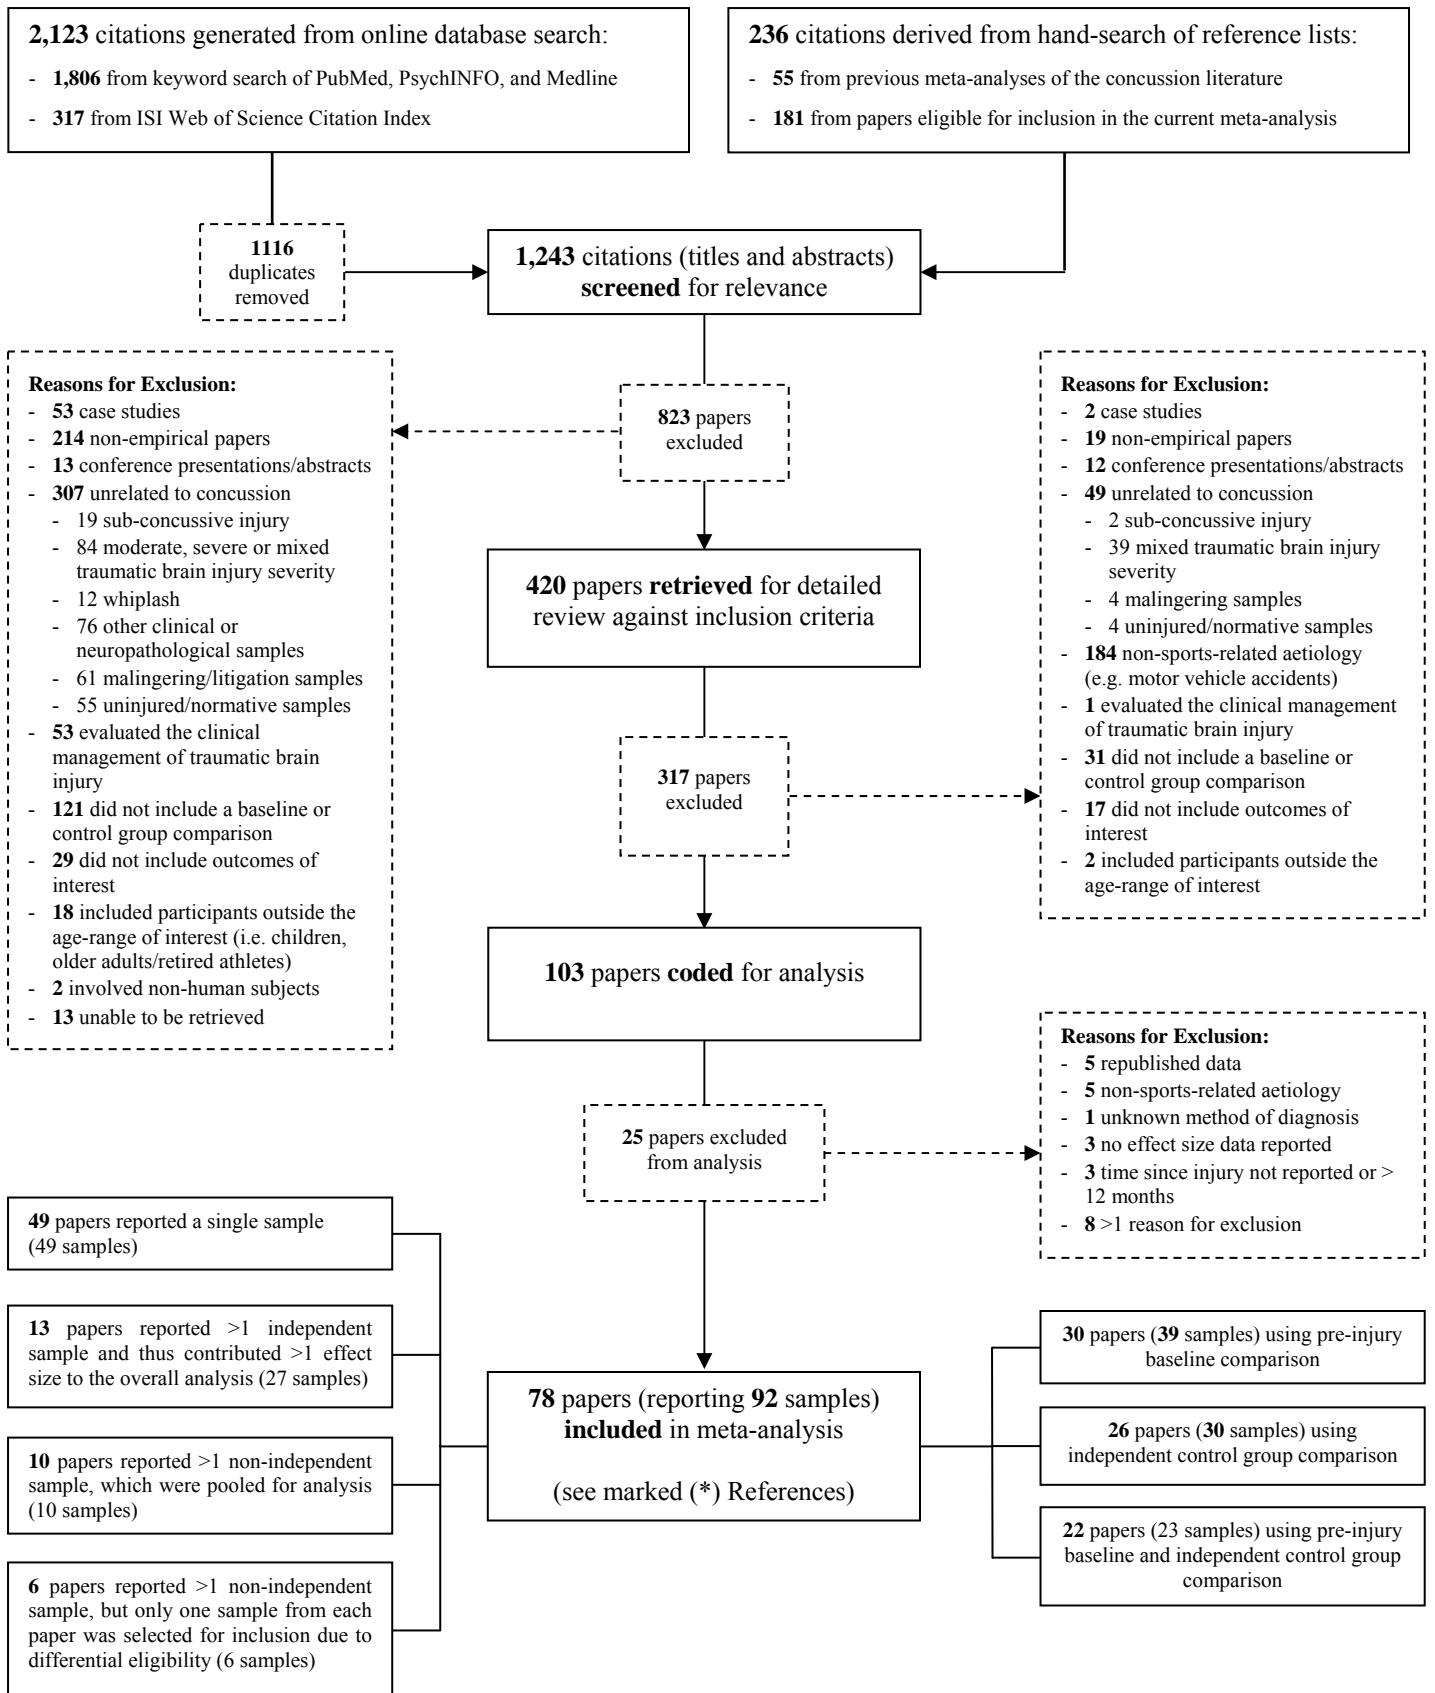 2,123 citations generated from online database search:
- 1,806 from keyword search of PubMed, PsychINFO, and Medline
- 317 from ISI Web of Science Citation Index
236 citations derived from hand-search of reference lists:
- 55 from previous meta-analyses of the concussion literature
- 181 from papers eligible for inclusion in the current meta-analysis
1116
duplicates
removed
1,243 citations (titles and abstracts)
screened for relevance
823 papers
excluded
Reasons for Exclusion:
- 53 case studies
- 214 non-empirical papers
- 13 conference presentations/abstracts
- 307 unrelated to concussion
- 19 sub-concussive injury
- 84 moderate, severe or mixed
traumatic brain injury severity
- 12 whiplash
- 76 other clinical or
neuropathological samples
- 61 malingering/litigation samples
- 55 uninjured/normative samples
- 53 evaluated the clinical
management of traumatic brain
injury
- 121 did not include a baseline or
control group comparison
- 29 did not include outcomes of
interest
- 18 included participants outside the
age-range of interest (i.e. children,
older adults/retired athletes)
- 2 involved non-human subjects
- 13 unable to be retrieved
420 papers retrieved for detailed
review against inclusion criteria
317 papers
excluded
Reasons for Exclusion:
- 2 case studies
- 19 non-empirical papers
- 12 conference presentations/abstracts
- 49 unrelated to concussion
- 2 sub-concussive injury
- 39 mixed traumatic brain injury
severity
- 4 malingering samples
- 4 uninjured/normative samples
- 184 non-sports-related aetiology
(e.g. motor vehicle accidents)
- 1 evaluated the clinical management
of traumatic brain injury
- 31 did not include a baseline or
control group comparison
- 17 did not include outcomes of
interest
- 2 included participants outside the
age-range of interest
103 papers coded for analysis
25 papers excluded
from analysis
Reasons for Exclusion:
- 5 republished data
- 5 non-sports-related aetiology
- 1 unknown method of diagnosis
- 3 no effect size data reported
- 3 time since injury not reported or >
12 months
- 8 >1 reason for exclusion
49 papers reported a single sample
(49 samples)
13 papers reported >1 independent
sample and thus contributed >1 effect
size to the overall analysis (27 samples)
10 papers reported >1 non-independent
sample, which were pooled for analysis
(10 samples)
6 papers reported >1 non-independent
sample, but only one sample from each
paper was selected for inclusion due to
differential eligibility (6 samples)
78 papers (reporting 92 samples)
included in meta-analysis
(see marked (*) References)
30 papers (39 samples) using pre-injury
baseline comparison
26 papers (30 samples) using
independent control group comparison
22 papers (23 samples) using pre-injury
baseline and independent control group
comparison